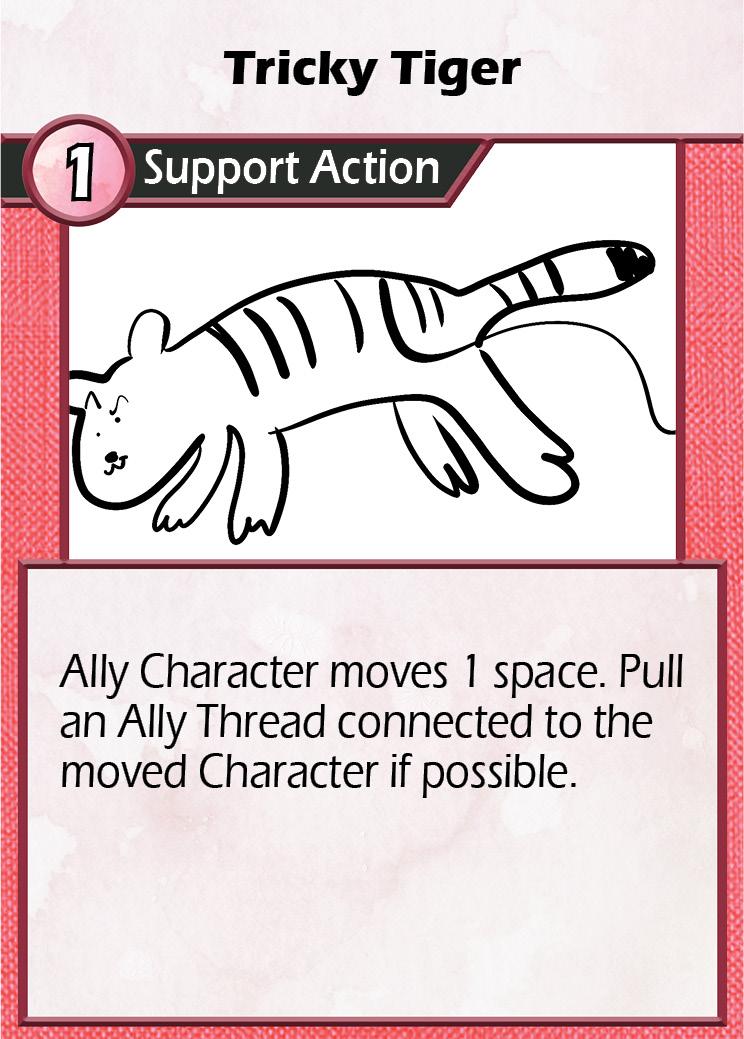 Tricky Tiger
1 Support Action
Ally Character moves 1 space. Pull
an Ally Thread connected to the
moved Character if possible.